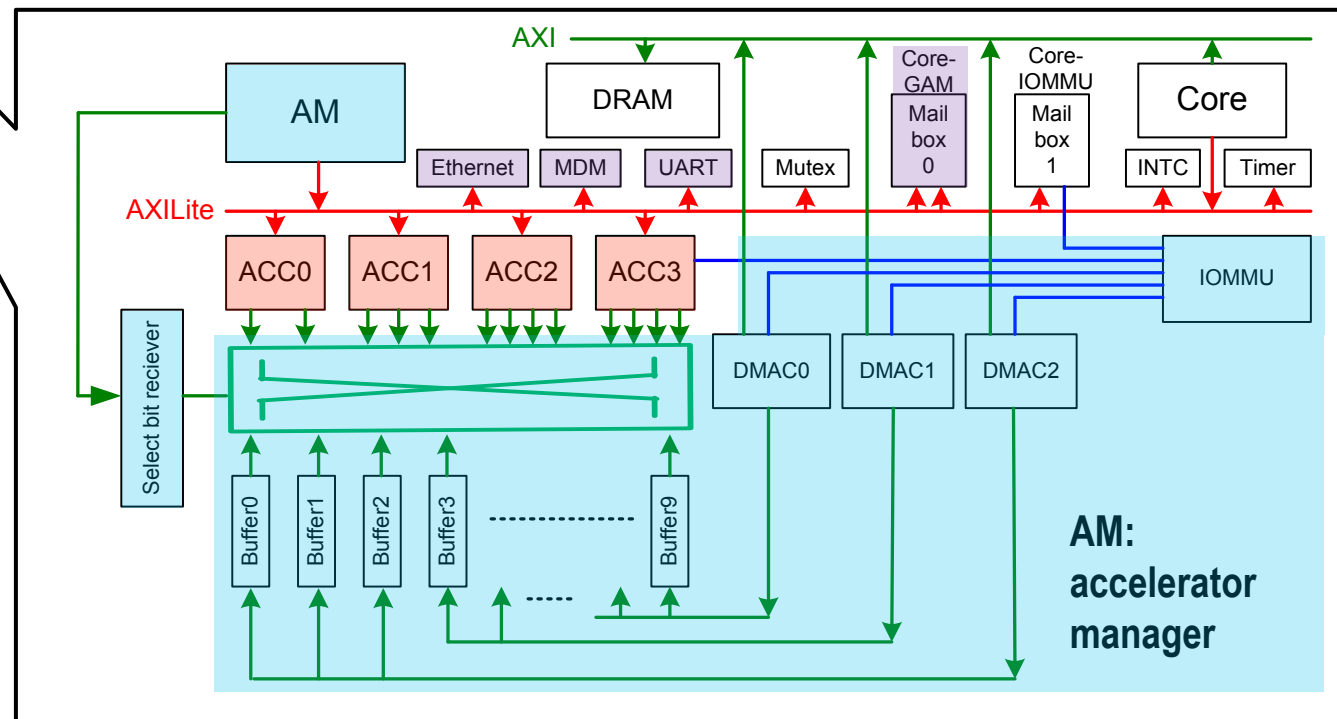 AXI
Core-
GAM
Core-
IOMMU
AM
DRAM
Mail
box
0
Mail
box
1
Core
Ethernet
MDM
UART
Mutex
INTC
Timer
AXILite
ACC0
ACC1
ACC2
ACC3
IOMMU
Select bit reciever
DMAC0
DMAC1
DMAC2
Buffer0
Buffer1
Buffer2
Buffer3
Buffer9
AM:
accelerator
manager